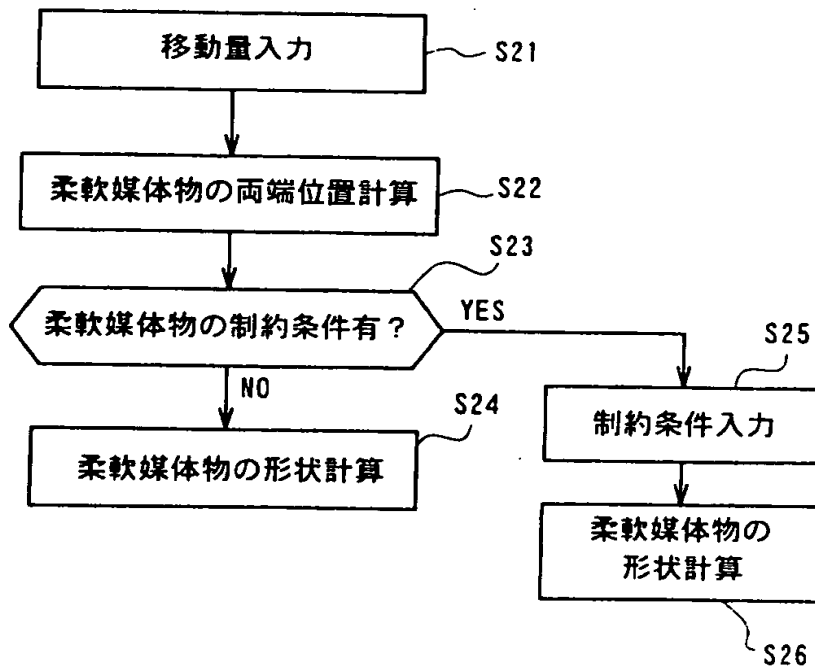 移動量入力
S21
柔軟媒体物の両端位置計算
S22
S23
柔軟媒体物の制約条件有?
YES
NO
S24
柔軟媒体物の形状計算
S25
制約条件入力
柔軟媒体物の
形状計算
S26